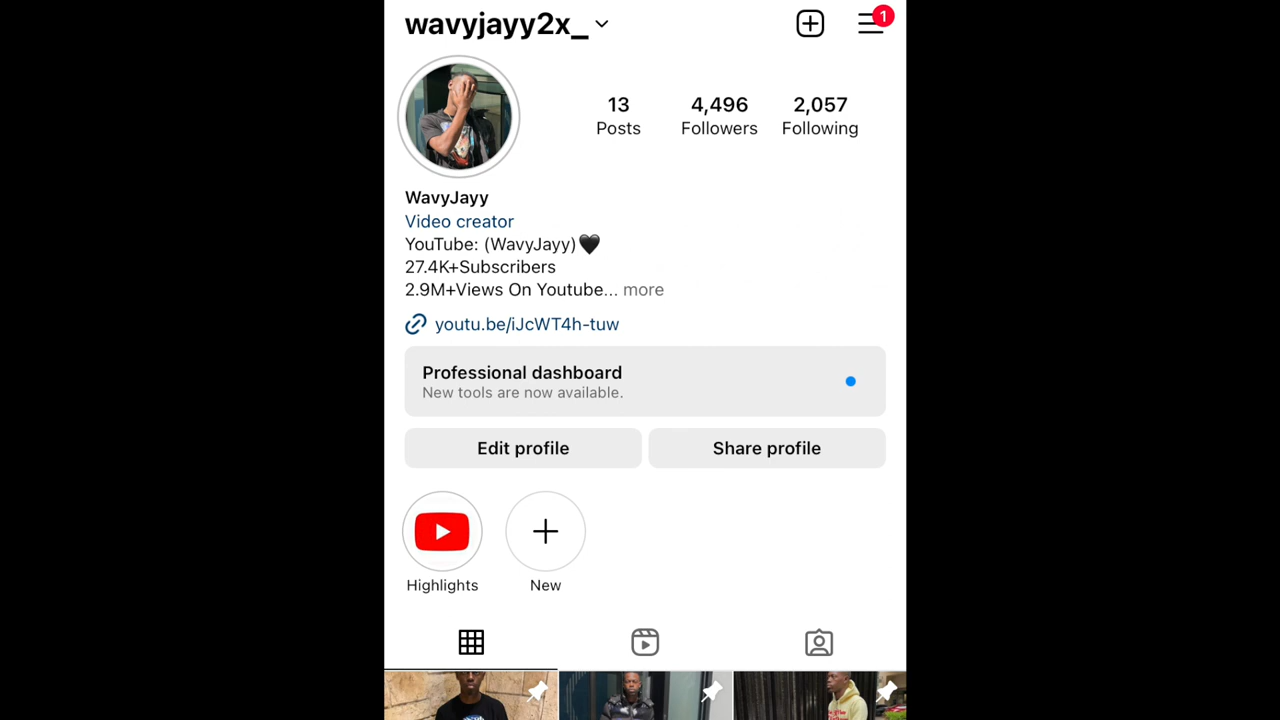 wavyjayy2x_
1
13 4,496 2,057
Posts Followers Following
WavyJayy
Video creator
YouTube: (WavyJayy)🖤
27.4K+Subscribers
2.9M+Views On Youtube... more
youtu.be/iJcWT4h-tuw
Professional dashboard
New tools are now available.
Edit profile Share profile
Highlights New